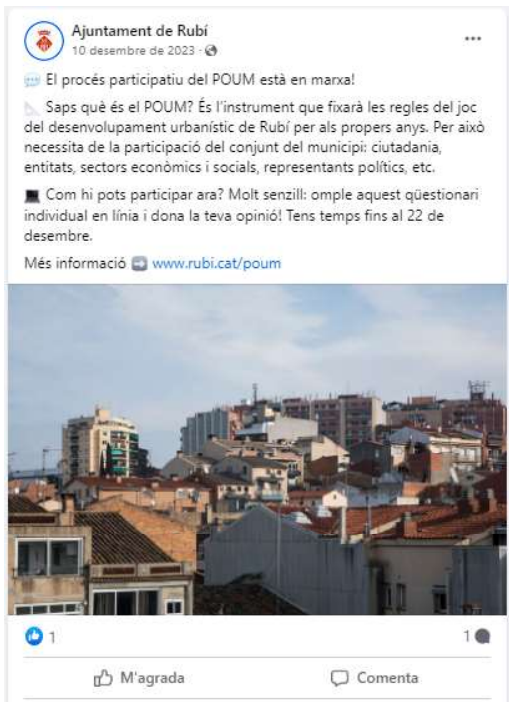 Ajuntament de Rubí
10 desembre de 2023 ·
💬 El procés participatiu del POUM està en marxa!
📐 Saps què és el POUM? És l'instrument que fixarà les regles del joc
del desenvolupament urbanístic de Rubí per als propers anys. Per això
necessita de la participació del conjunt del municipi: ciutadania,
entitats, sectors econòmics i socials, representants polítics, etc.
💻 Com hi pots participar ara? Molt senzill: omple aquest qüestionari
individual en línia i dona la teva opinió! Tens temps fins al 22 de
desembre.
Més informació ➡️ www.rubi.cat/poum
1 1
M'agrada Comenta